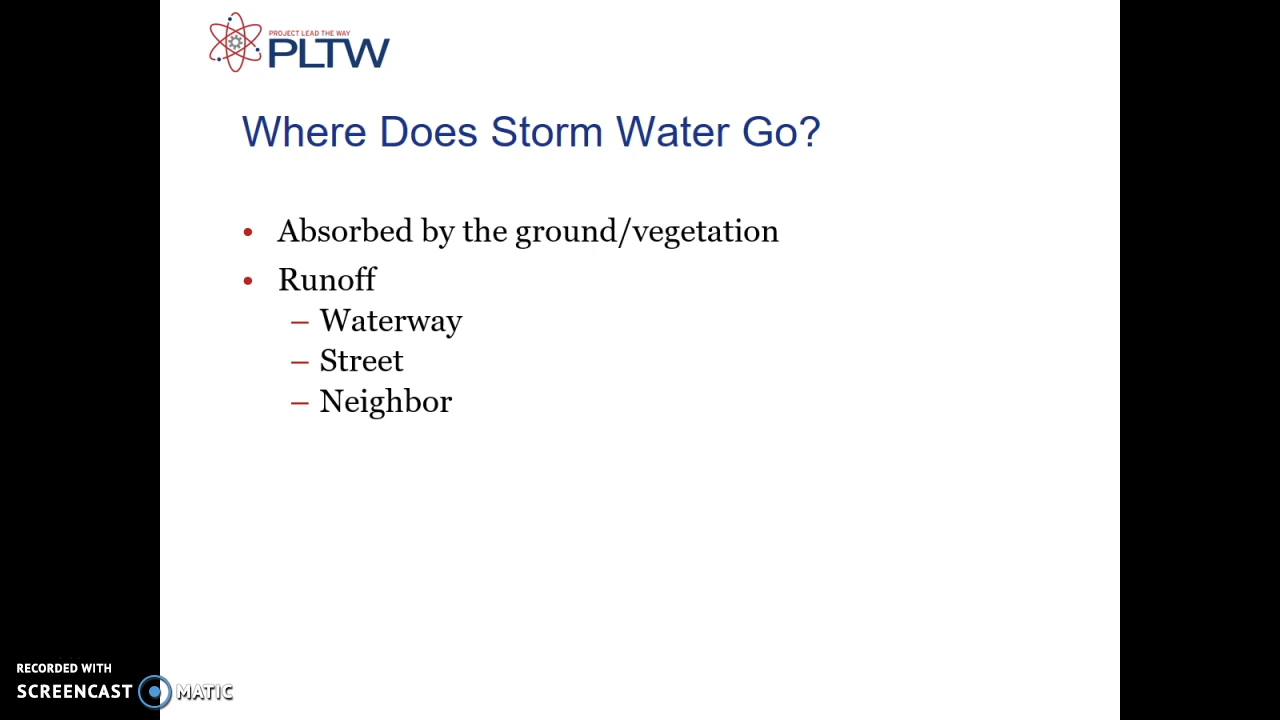 PROJECT LEAD THE WAY
PLTW
Where Does Storm Water Go?
• Absorbed by the ground/vegetation
• Runoff
– Waterway
– Street
– Neighbor
RECORDED WITH
SCREENCAST MATIC